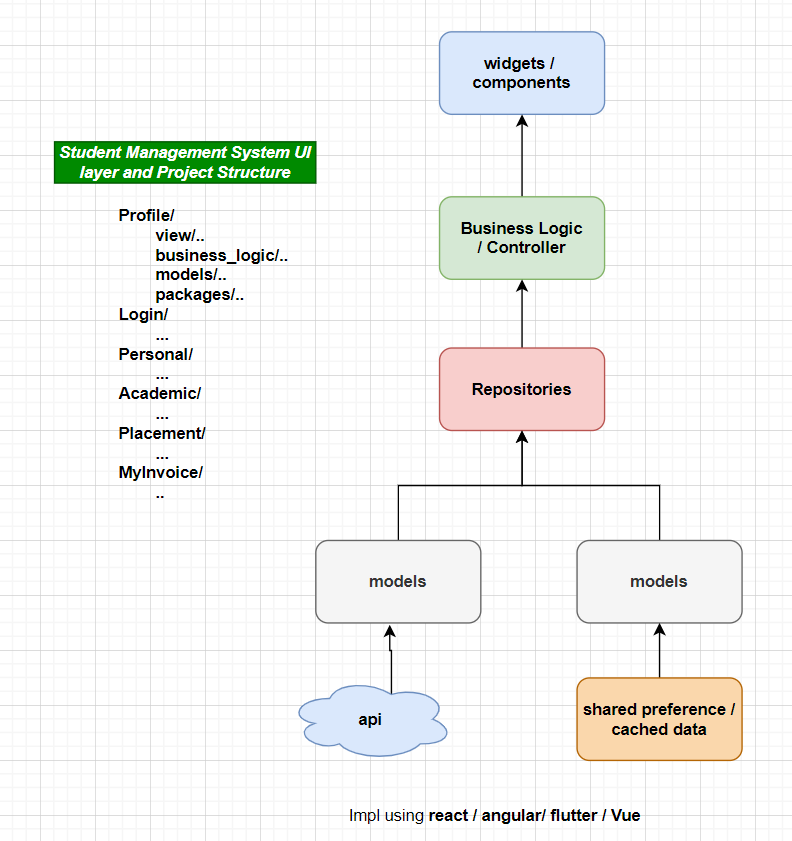 widgets /
components
Student Management System UI
layer and Project Structure
Profile/
view/..
business_logic/..
models/..
packages/..
Login/
...
Personal/
...
Academic/
...
Placement/
...
MyInvoice/
..
Business Logic
/ Controller
Repositories
models
models
api
shared preference /
cached data
Impl using react / angular/ flutter / Vue